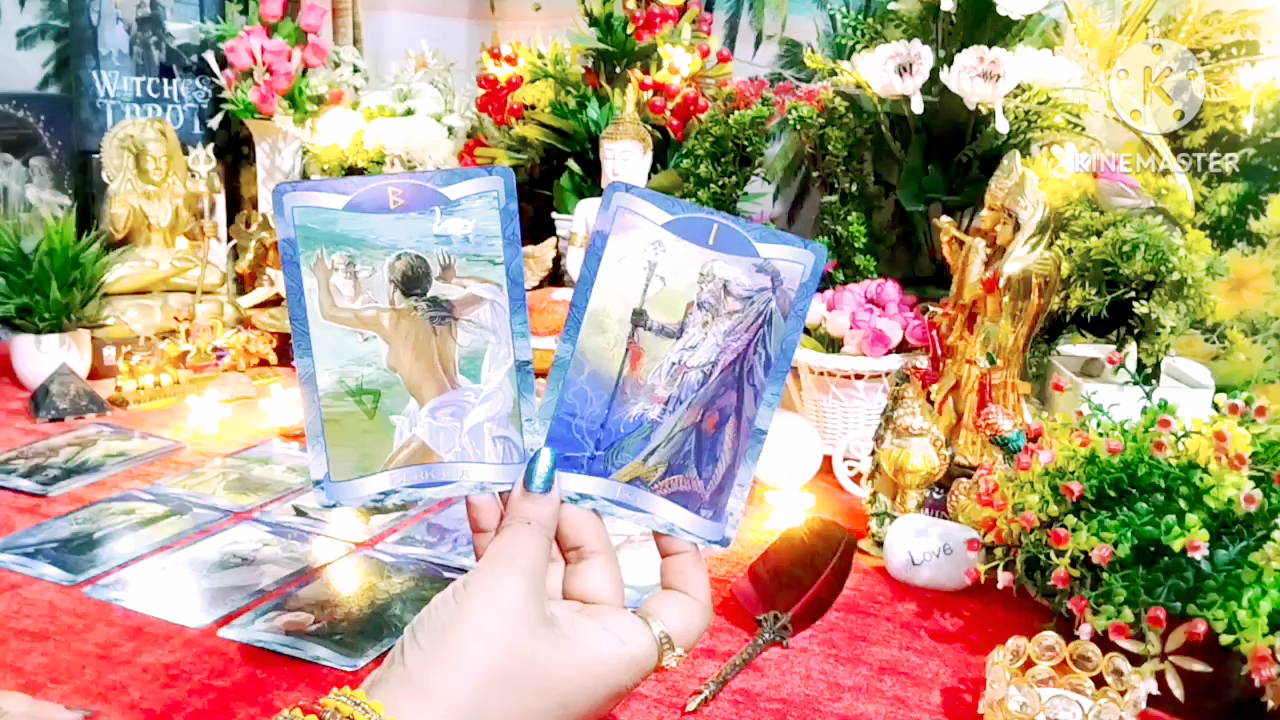 WITCHES
TAROT
K
KINEMASTER
ᛒ
ᛁ
Love